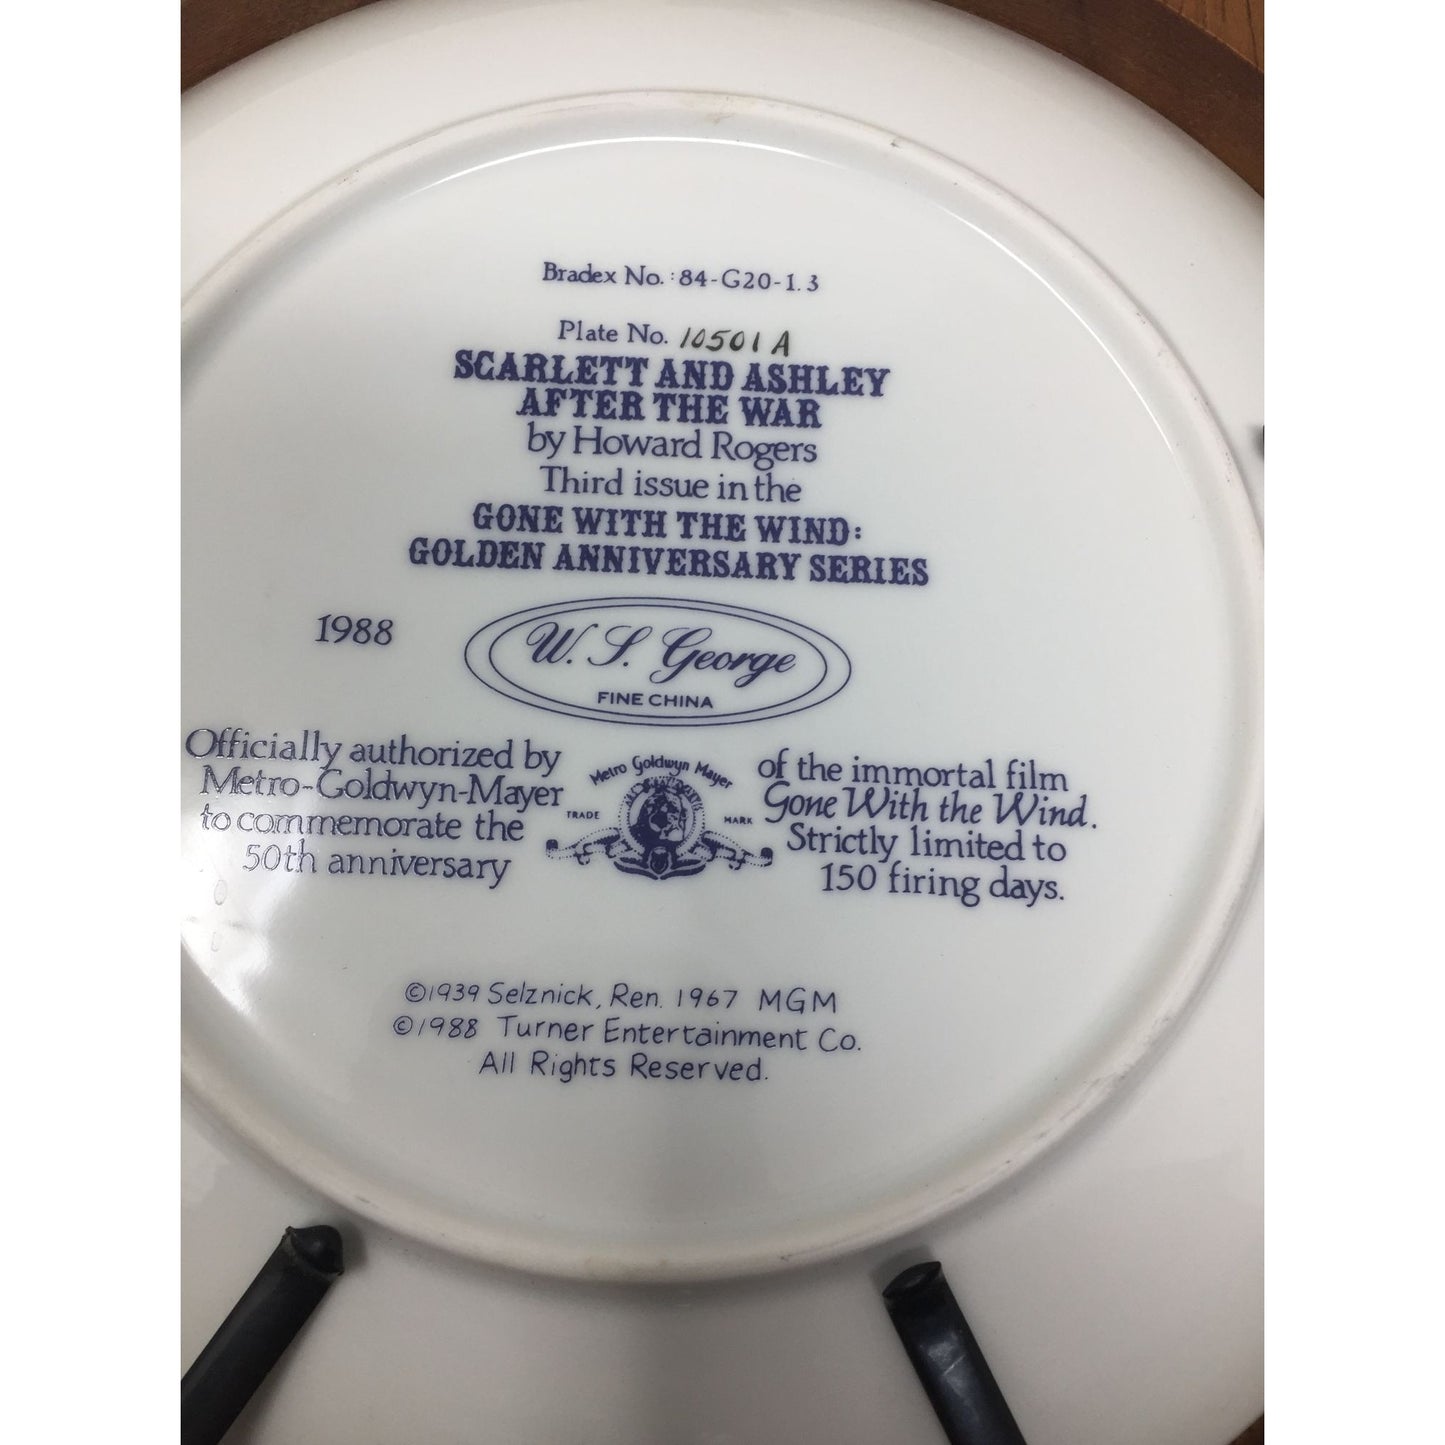 Bradex No.: 84-G20-1.3
Plate No. 10501A
SCARLETT AND ASHLEY
AFTER THE WAR
by Howard Rogers
Third issue in the
GONE WITH THE WIND:
GOLDEN ANNIVERSARY SERIES
1988
W. S. George
FINE CHINA
Officially authorized by
Metro-Goldwyn-Mayer
to commemorate the
50th anniversary
Metro Goldwyn Mayer
TRADE MARK
of the immortal film
Gone With the Wind.
Strictly limited to
150 firing days.
©1939 Selznick, Ren. 1967 MGM
©1988 Turner Entertainment Co.
All Rights Reserved.